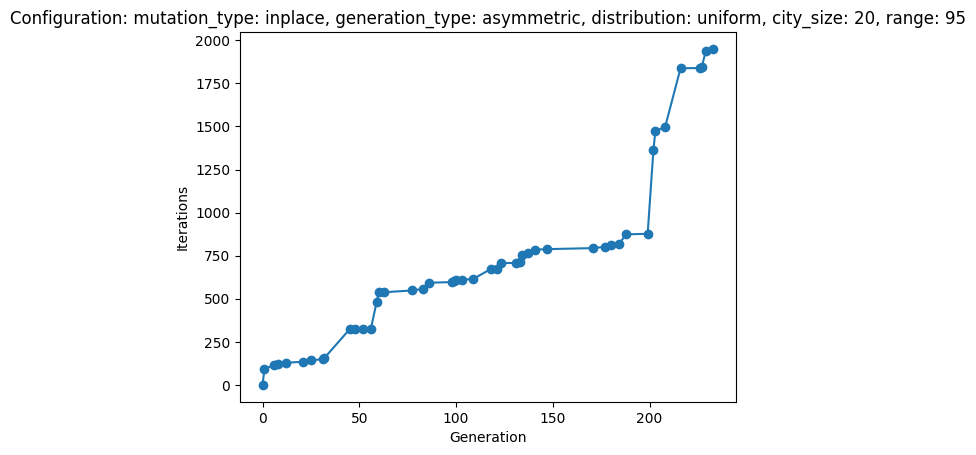 Configuration: mutation_type: inplace, generation_type: asymmetric, distribution: uniform, city_size: 20, range: 95
2000
1750
1500
1250
1000
750
500
250
0
Iterations
0 50 100 150 200
Generation